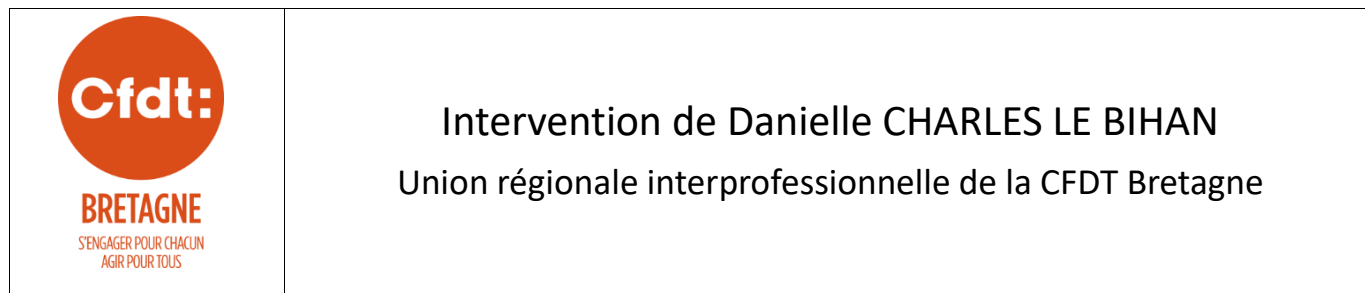 Cfdt:
BRETAGNE
S'ENGAGER POUR CHACUN
AGIR POUR TOUS
Intervention de Danielle CHARLES LE BIHAN
Union régionale interprofessionnelle de la CFDT Bretagne